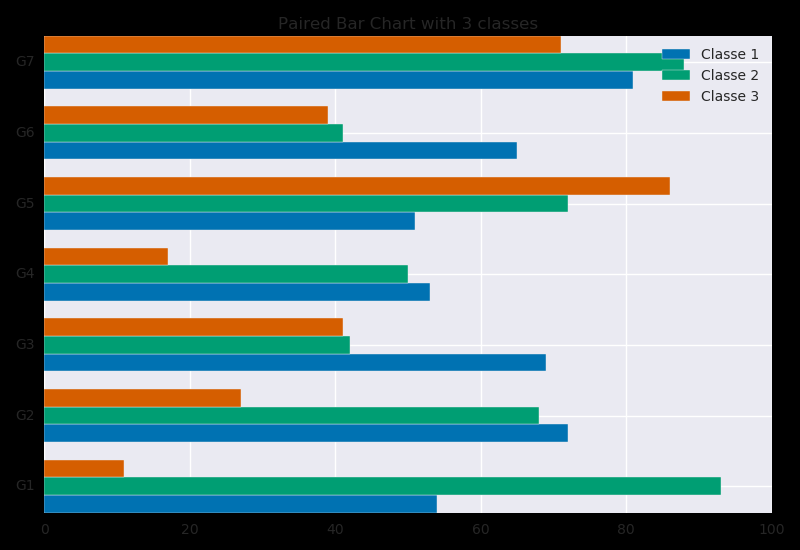 Paired Bar Chart with 3 classes
Classe 1
Classe 2
Classe 3
G7
G6
G5
G4
G3
G2
G1
0 20 40 60 80 100